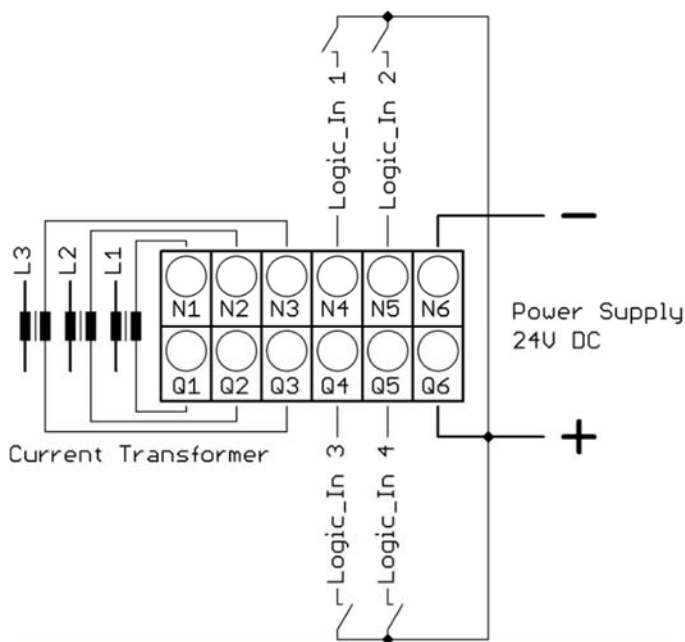 Logic_In 1
Logic_In 2
L3
L2
L1
N1 N2 N3 N4 N5 N6
Q1 Q2 Q3 Q4 Q5 Q6
-
Power Supply
24V DC
+
Current Transformer
Logic_In 3
Logic_In 4